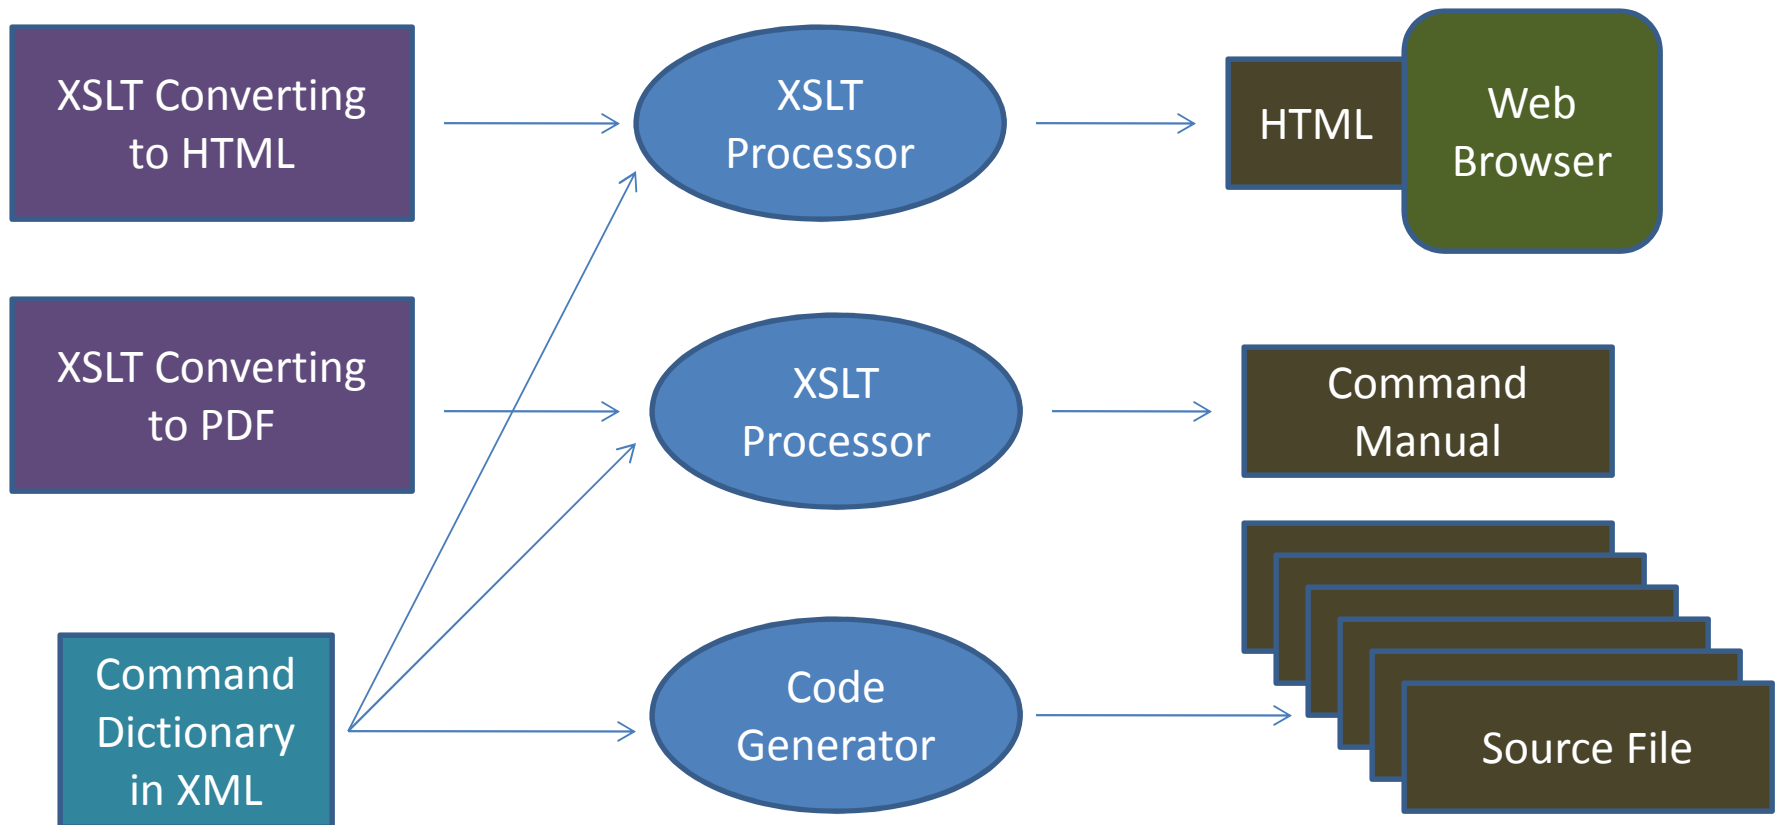 XSLT Converting
to HTML
XSLT
Processor
HTML
Web
Browser
XSLT Converting
to PDF
XSLT
Processor
Command
Manual
Command
Dictionary
in XML
Code
Generator
Source File